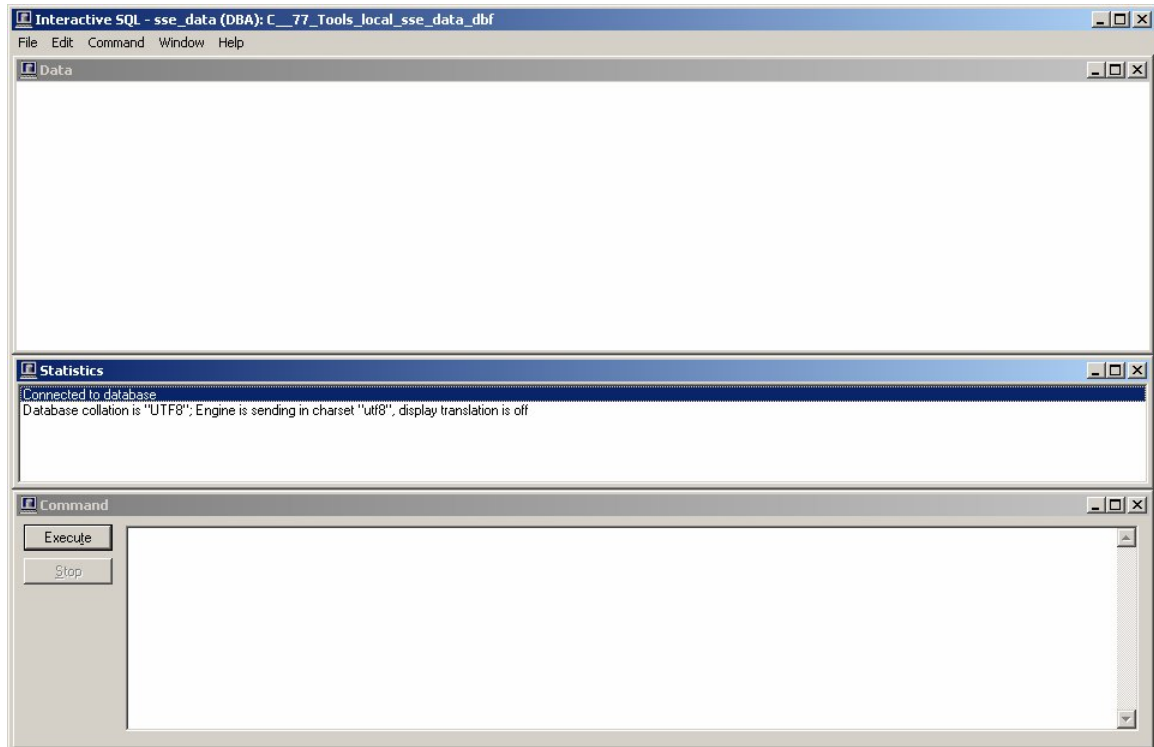 Interactive SQL - sse_data (DBA): C__77_Tools_local_sse_data_dbf
File Edit Command Window Help
Data
Statistics
Connected to database
Database collation is "UTF8"; Engine is sending in charset "utf8", display translation is off
Command
Execute
Stop